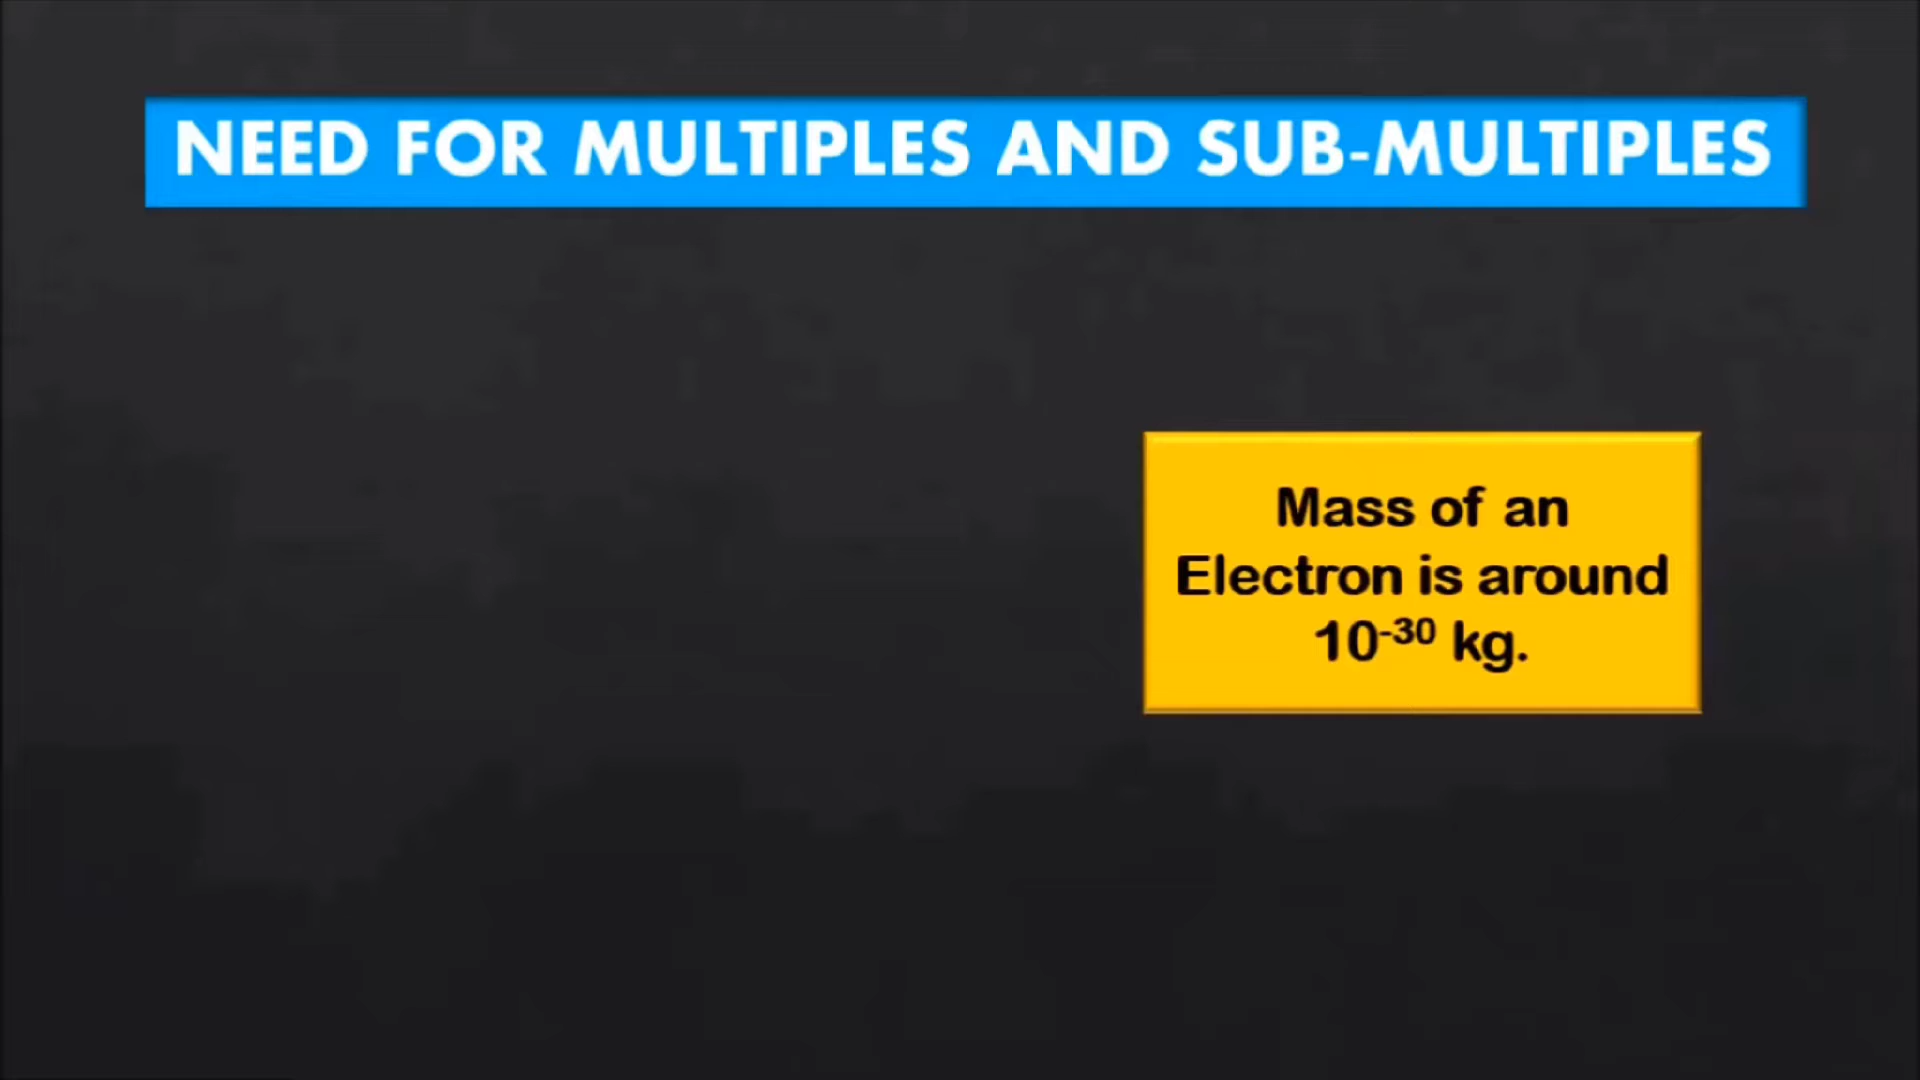 NEED FOR MULTIPLES AND SUB-MULTIPLES
Mass of an
Electron is around
10⁻³⁰ kg.